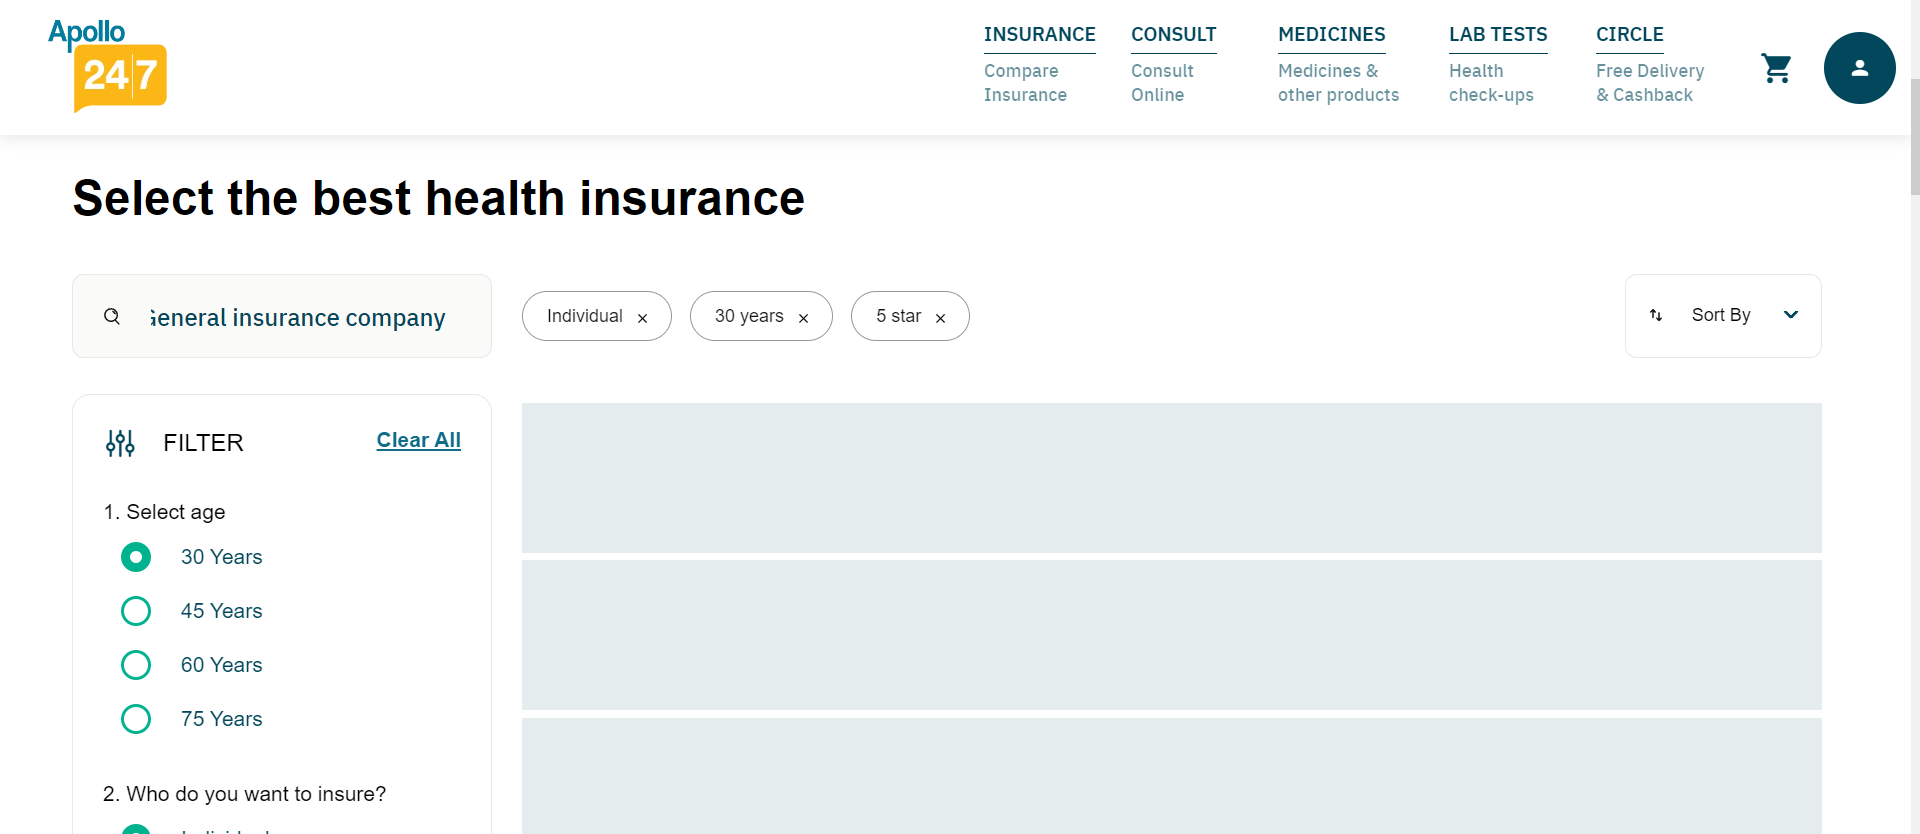 Apollo
24|7
INSURANCE
Compare
Insurance
CONSULT
Consult
Online
MEDICINES
Medicines &
other products
LAB TESTS
Health
check-ups
CIRCLE
Free Delivery
& Cashback
Select the best health insurance
General insurance company
Individual ×
30 years ×
5 star ×
Sort By
FILTER
Clear All
1. Select age
30 Years
45 Years
60 Years
75 Years
2. Who do you want to insure?